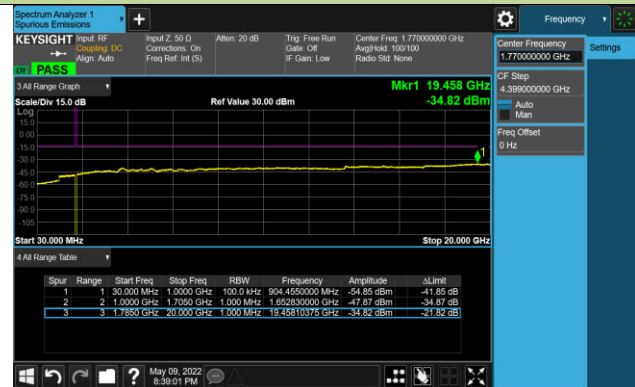 Spectrum Analyzer 1
Spurious Emissions
+
Frequency
KEYSIGHT Input: RF Input Z: 50 Ω Atten: 20 dB Trig: Free Run Center Freq: 1.770000000 GHz
Coupling: DC Corrections: On Gate: Off Avg|Hold: 100/100
Align: Auto Freq Ref: Int (S) IF Gain: Low Radio Std: None
PASS
Center Frequency
1.770000000 GHz
Settings
CF Step
4.399000000 GHz
Auto
Man
Freq Offset
0 Hz
3 All Range Graph
Mkr1 19.458 GHz
Scale/Div 15.0 dB Ref Value 30.00 dBm -34.82 dBm
Log
15.0
0.00
-15.0
-30.0
-45.0
-60.0
-75.0
-90.0
-105
1
Start 30.000 MHz Stop 20.000 GHz
4 All Range Table
Spur Range Start Freq Stop Freq RBW Frequency Amplitude ΔLimit
1 1 30.000 MHz 1.0000 GHz 100.0 kHz 904.4550000 MHz -54.85 dBm -41.85 dB
2 2 1.0000 GHz 1.7050 GHz 1.000 MHz 1.652830000 GHz -47.87 dBm -34.87 dB
3 3 1.7850 GHz 20.000 GHz 1.000 MHz 19.45810375 GHz -34.82 dBm -21.82 dB
?
May 09, 2022
8:39:01 PM